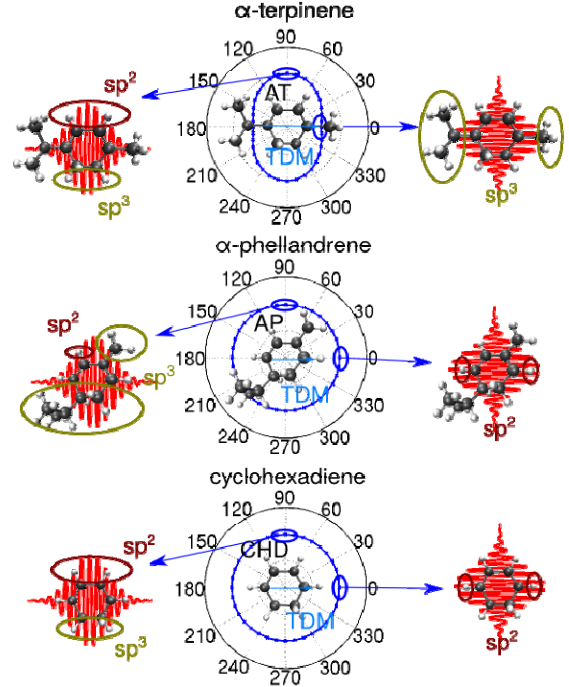 α-terpinene
90
120
60
sp²
150
30
AT
180
0
TDM
sp³
210
330
sp³
240
300
270
α-phellandrene
90
120
60
sp²
150
30
AP
sp³
180
0
TDM
210
330
sp²
240
300
270
cyclohexadiene
90
120
60
sp²
150
30
CHD
180
0
TDM
sp³
210
330
sp²
240
300
270